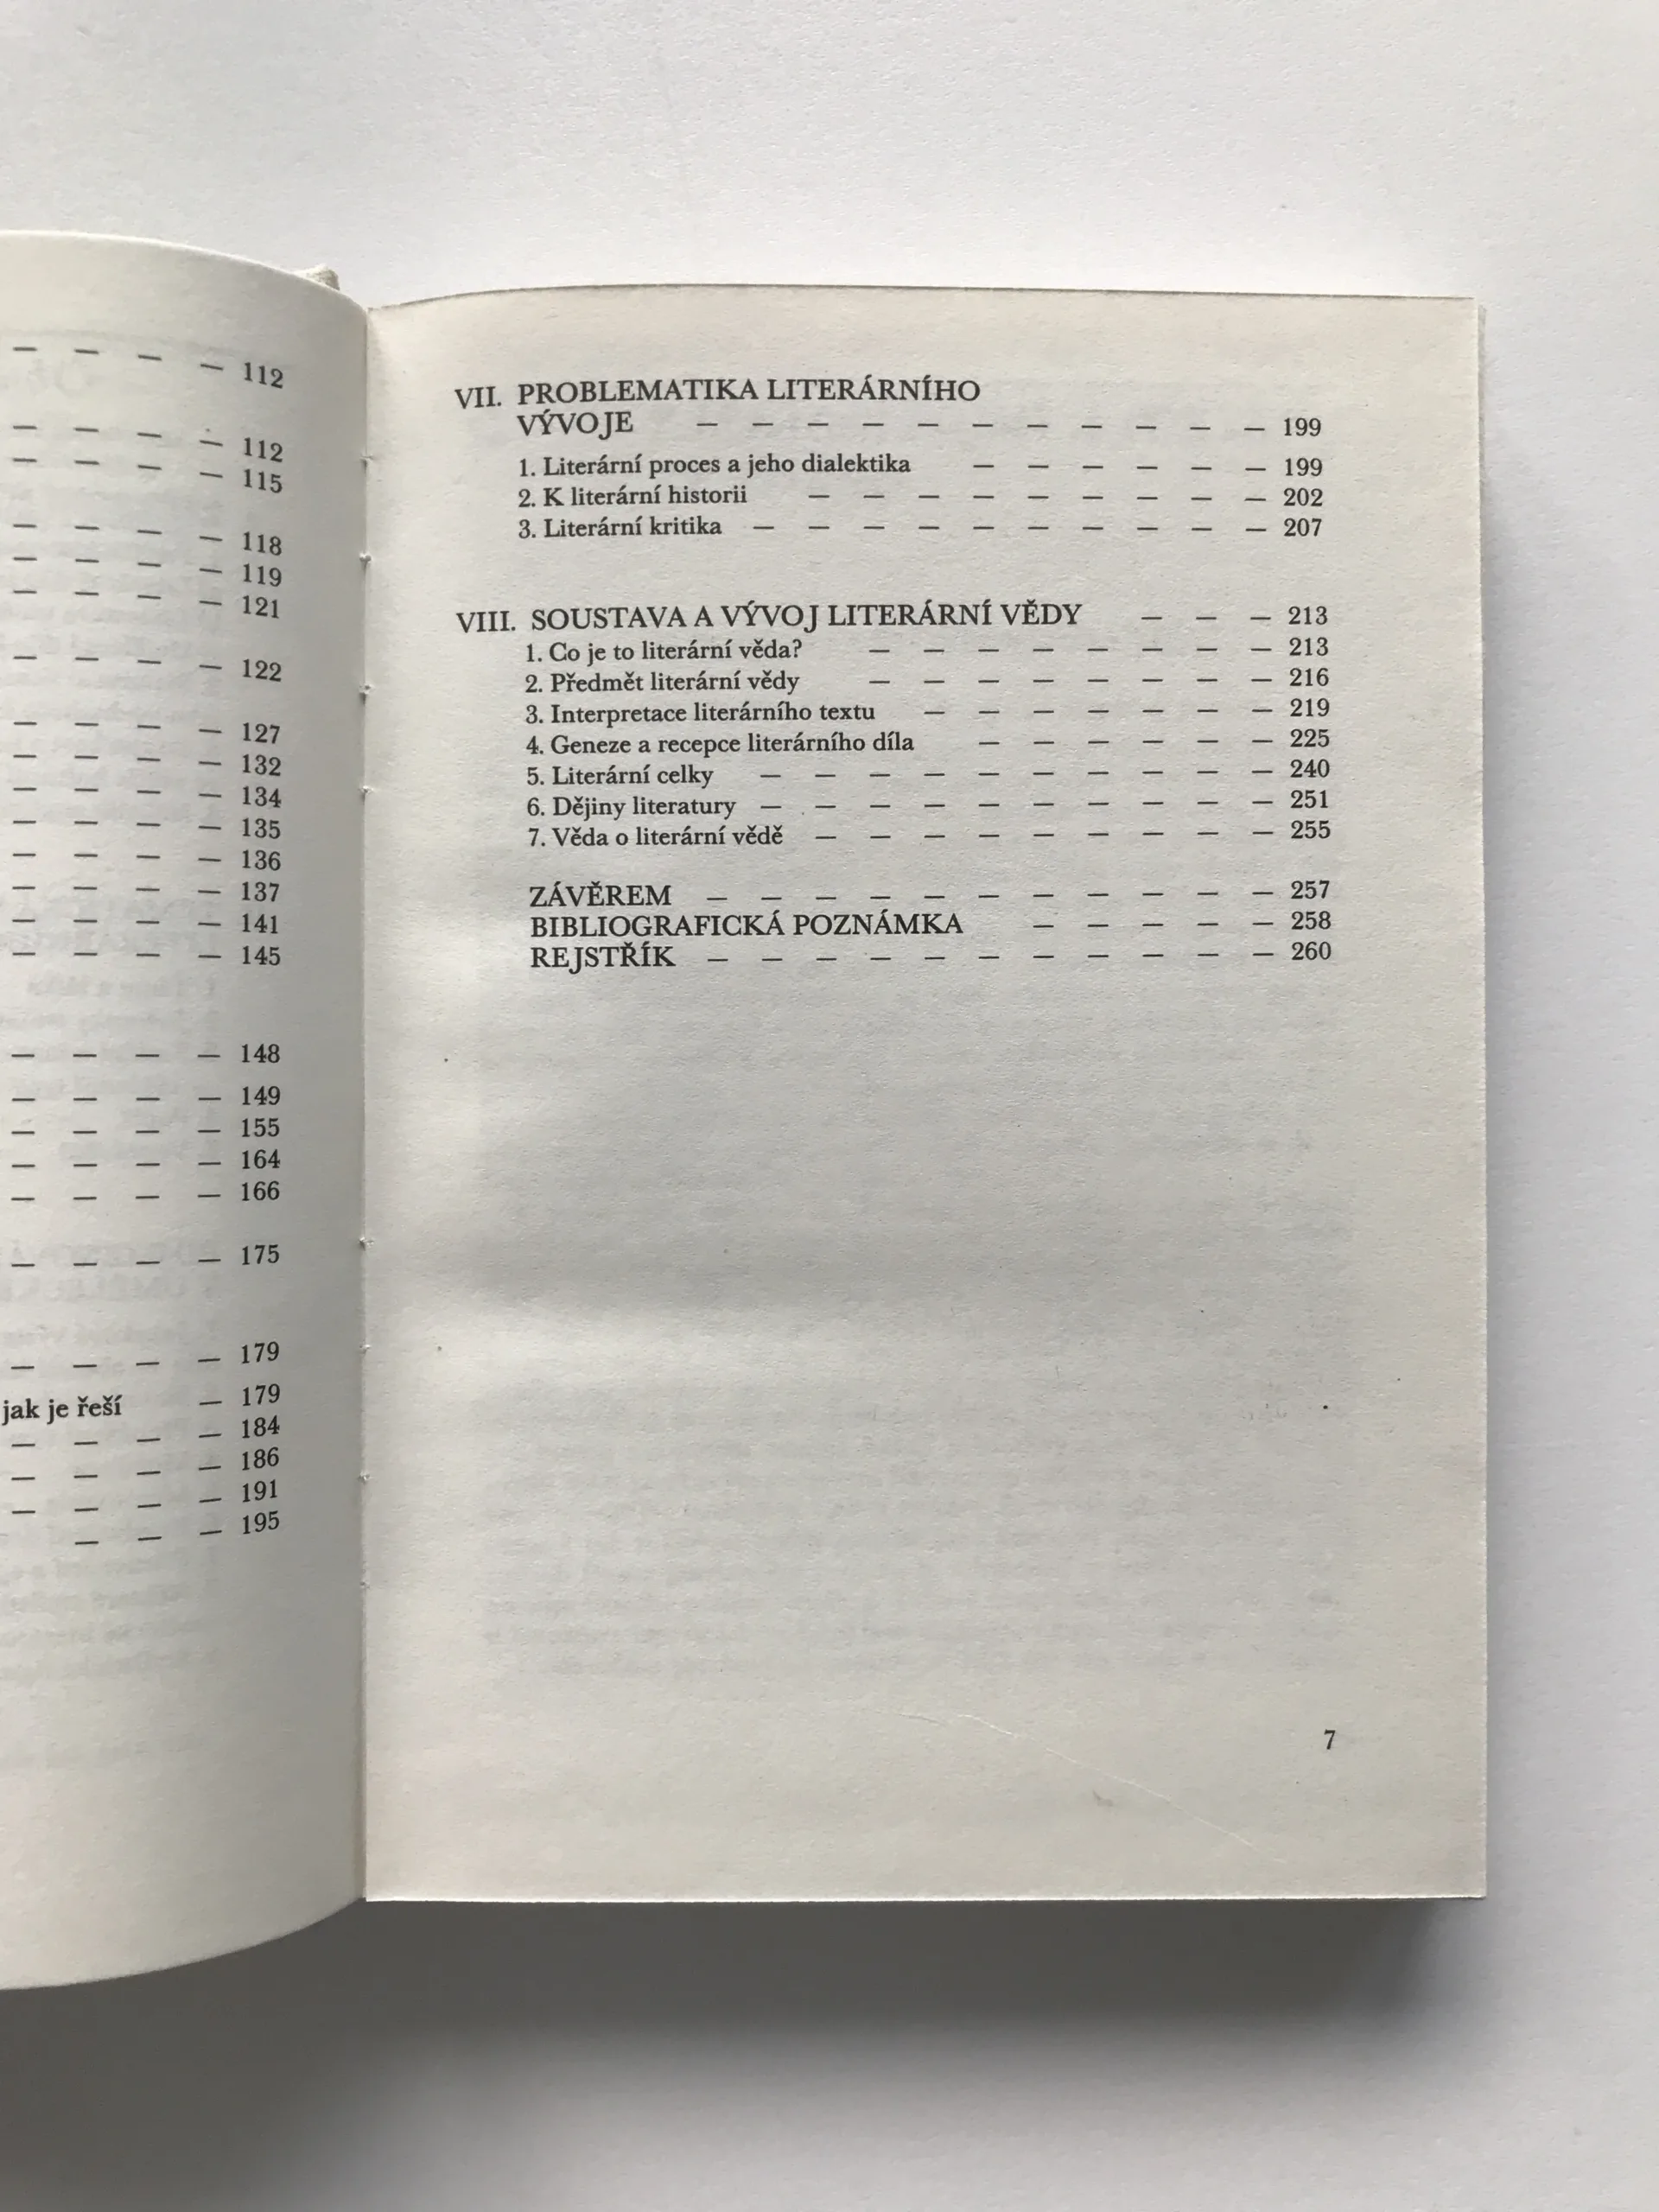 — — — — 112
— — — — 112
— — — — 115
— — — — 118
— — — — 119
— — — — 121
— — — — 122
— — — — 127
— — — — 132
— — — — 134
— — — — 135
— — — — 136
— — — — 137
— — — — 141
— — — — 145
— — — — 148
— — — — 149
— — — — 155
— — — — 164
— — — — 166
— — — — 175
— — — — 179
jak je řeší — 179
— — — — 184
— — — — 186
— — — — 191
— — — 195
VII. PROBLEMATIKA LITERÁRNÍHO
VÝVOJE — — — — — — — — — — — 199
1. Literární proces a jeho dialektika — — — — — — 199
2. K literární historii — — — — — — — — — 202
3. Literární kritika — — — — — — — — — — 207
VIII. SOUSTAVA A VÝVOJ LITERÁRNÍ VĚDY — — — 213
1. Co je to literární věda? — — — — — — — — 213
2. Předmět literární vědy — — — — — — — — 216
3. Interpretace literárního textu — — — — — — — 219
4. Geneze a recepce literárního díla — — — — — — 225
5. Literární celky — — — — — — — — — — 240
6. Dějiny literatury — — — — — — — — — — 251
7. Věda o literární vědě — — — — — — — — — 255
ZÁVĚREM — — — — — — — — — — — 257
BIBLIOGRAFICKÁ POZNÁMKA — — — — — 258
REJSTŘÍK — — — — — — — — — — — 260
7